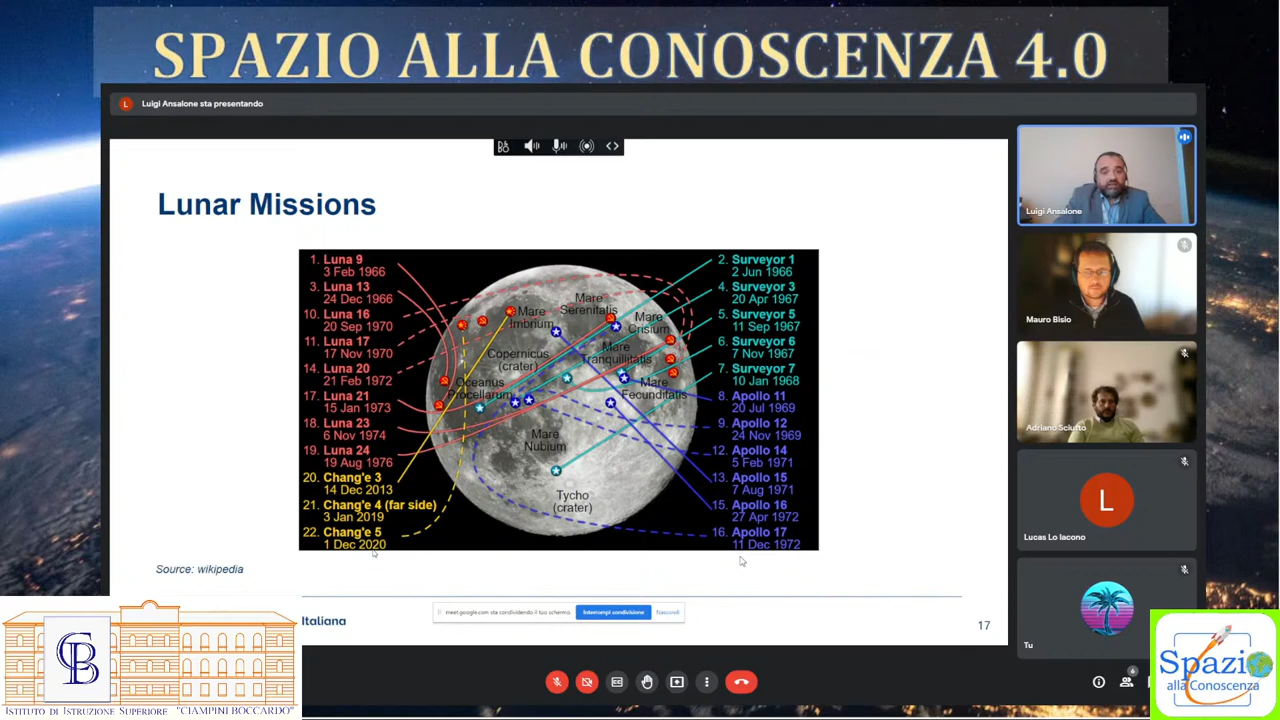 SPAZIO ALLA CONOSCENZA 4.0
L
Luigi Ansalone sta presentando
Lunar Missions
1. Luna 9
3 Feb 1966
3. Luna 13
24 Dec 1966
10. Luna 16
20 Sep 1970
11. Luna 17
17 Nov 1970
14. Luna 20
21 Feb 1972
17. Luna 21
15 Jan 1973
18. Luna 23
6 Nov 1974
19. Luna 24
19 Aug 1976
20. Chang'e 3
14 Dec 2013
21. Chang'e 4 (far side)
3 Jan 2019
22. Chang'e 5
1 Dec 2020
Mare
Imbrium
Mare
Serenitatis
Mare
Crisium
Copernicus
(crater)
Mare
Tranquillitatis
Oceanus
Procellarum
Mare
Fecunditatis
Mare
Nubium
Tycho
(crater)
2. Surveyor 1
2 Jun 1966
4. Surveyor 3
20 Apr 1967
5. Surveyor 5
11 Sep 1967
6. Surveyor 6
7 Nov 1967
7. Surveyor 7
10 Jan 1968
8. Apollo 11
20 Jul 1969
9. Apollo 12
24 Nov 1969
12. Apollo 14
5 Feb 1971
13. Apollo 15
7 Aug 1971
15. Apollo 16
27 Apr 1972
16. Apollo 17
11 Dec 1972
Source: wikipedia
Italiana
meet.google.com sta condividendo il tuo schermo.
Interrompi condivisione
Nascondi
17
Luigi Ansalone
Mauro Bisio
Adriano Sciutto
L
Lucas Lo Iacono
Tu
6
CB
ISTITUTO DI ISTRUZIONE SUPERIORE "CIAMPINI BOCCARDO"
Spazio
alla Conoscenza